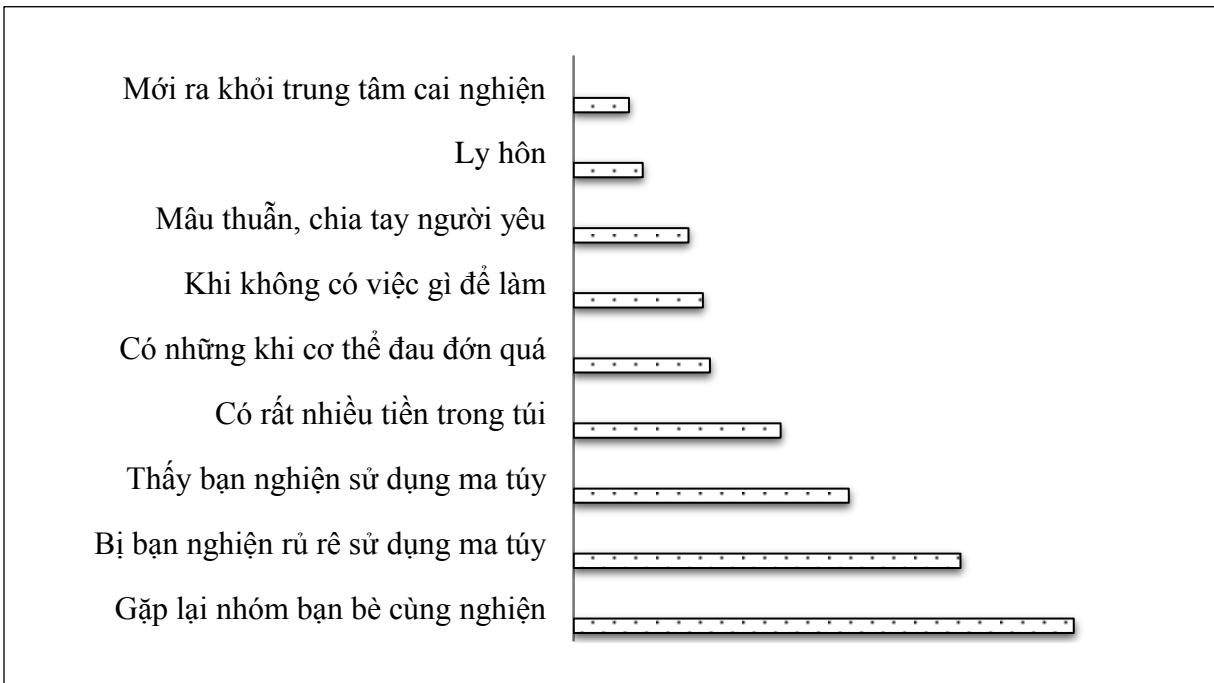 Mới ra khỏi trung tâm cai nghiện
Ly hôn
Mâu thuẫn, chia tay người yêu
Khi không có việc gì để làm
Có những khi cơ thể đau đớn quá
Có rất nhiều tiền trong túi
Thấy bạn nghiện sử dụng ma túy
Bị bạn nghiện rủ rê sử dụng ma túy
Gặp lại nhóm bạn bè cùng nghiện